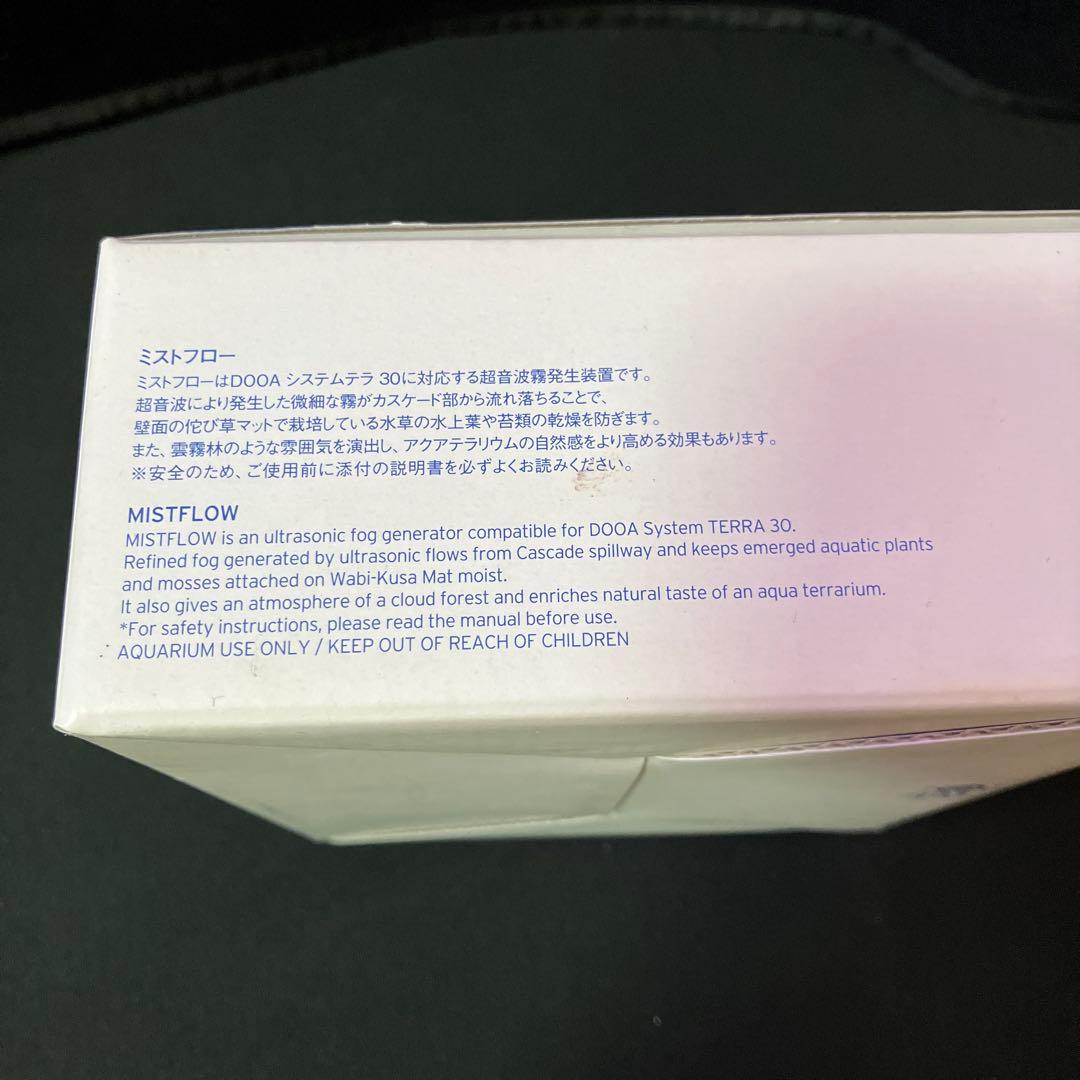 ミストフロー
ミストフローはDOOA システムテラ 30に対応する超音波霧発生装置です。
超音波により発生した微細な霧がカスケード部から流れ落ちることで、
壁面の侘び草マットで栽培している水草の水上葉や苔類の乾燥を防ぎます。
また、雲霧林のような雰囲気を演出し、アクアテラリウムの自然感をより高める効果もあります。
※安全のため、ご使用前に添付の説明書を必ずよくお読みください。
MISTFLOW
MISTFLOW is an ultrasonic fog generator compatible for DOOA System TERRA 30.
Refined fog generated by ultrasonic flows from Cascade spillway and keeps emerged aquatic plants
and mosses attached on Wabi-Kusa Mat moist.
It also gives an atmosphere of a cloud forest and enriches natural taste of an aqua terrarium.
*For safety instructions, please read the manual before use.
AQUARIUM USE ONLY / KEEP OUT OF REACH OF CHILDREN